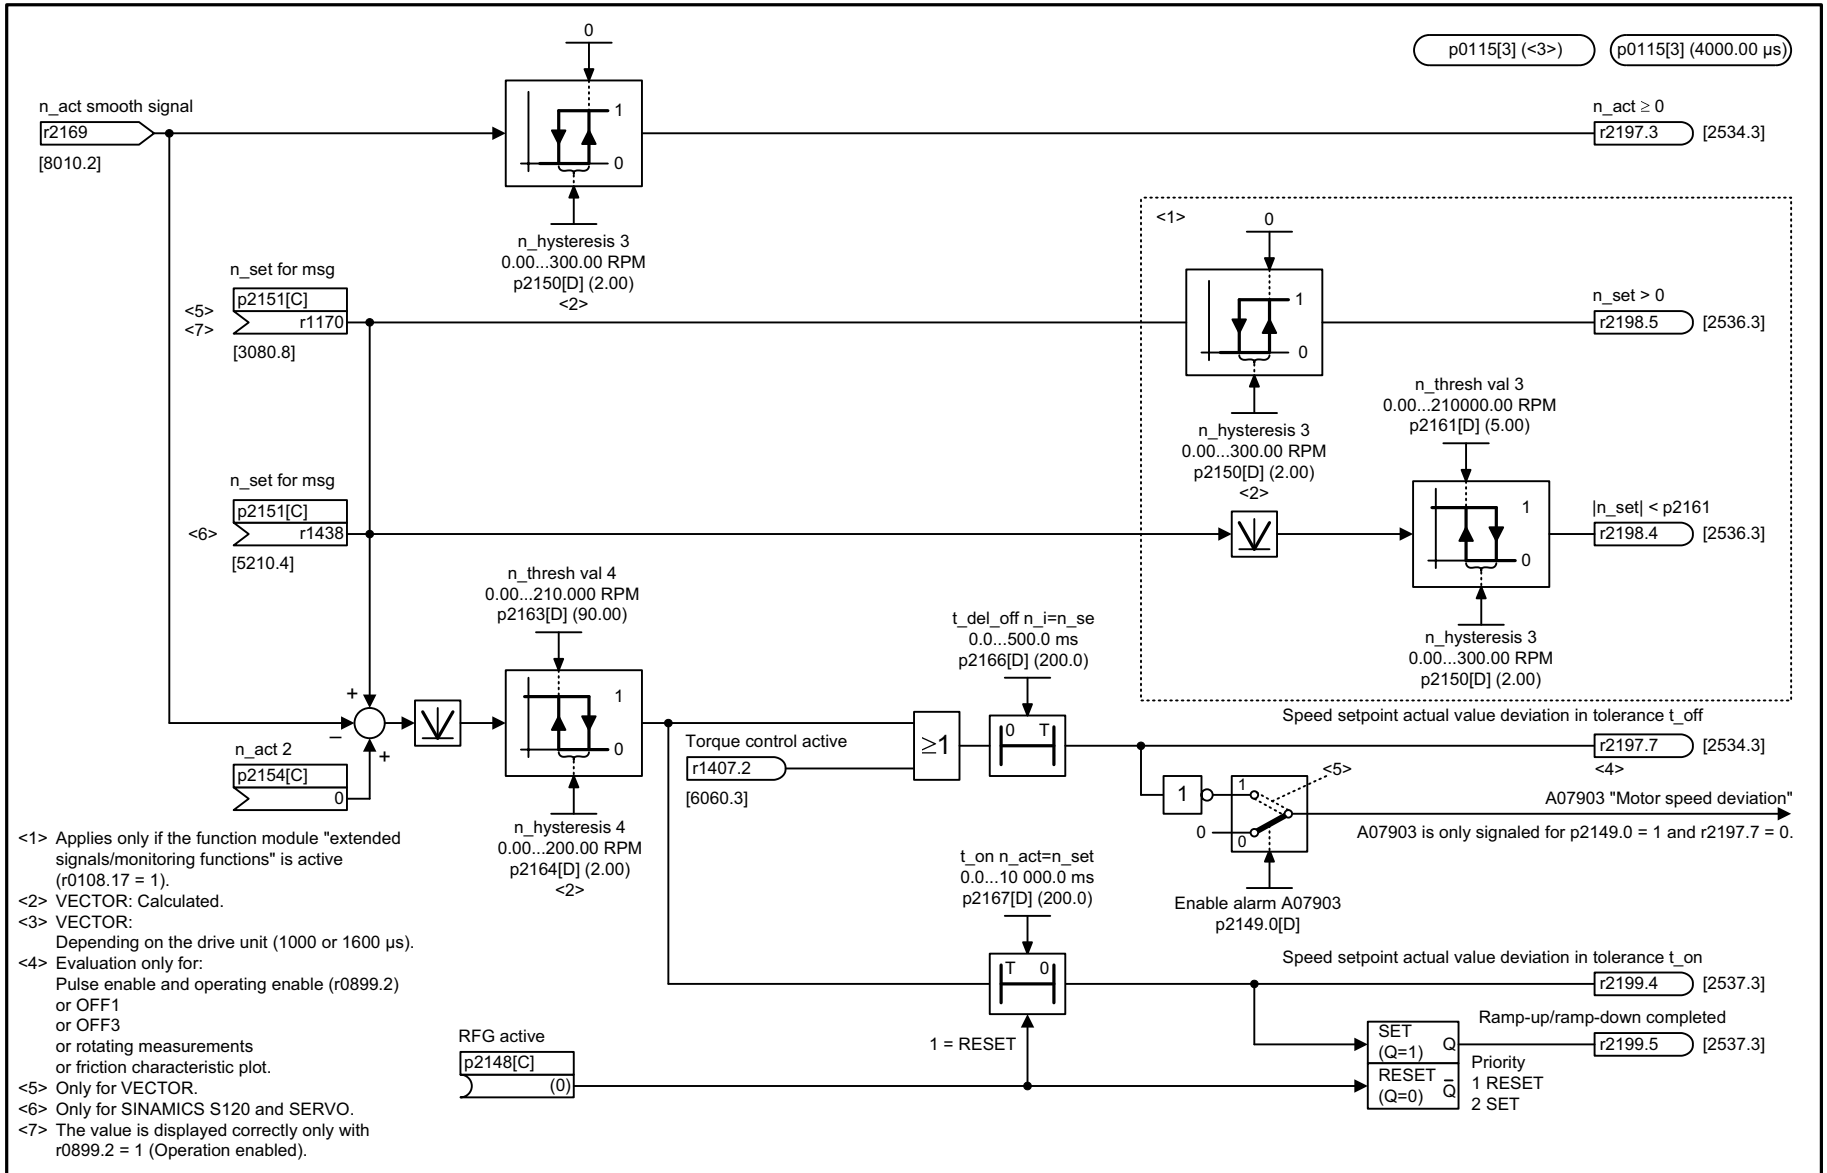 0
p0115[3] (<3>)
p0115[3] (4000.00 µs)
n_act smooth signal
r2169
[8010.2]
1
0
n_act ≥ 0
r2197.3
[2534.3]
n_hysteresis 3
0.00...300.00 RPM
p2150[D] (2.00)
<2>
<1>
0
n_set for msg
<5>
<7>
p2151[C]
r1170
[3080.8]
1
0
n_set > 0
r2198.5
[2536.3]
n_hysteresis 3
0.00...300.00 RPM
p2150[D] (2.00)
<2>
n_thresh val 3
0.00...210000.00 RPM
p2161[D] (5.00)
n_set for msg
<6>
p2151[C]
r1438
[5210.4]
1
0
|n_set| < p2161
r2198.4
[2536.3]
n_hysteresis 3
0.00...300.00 RPM
p2150[D] (2.00)
n_thresh val 4
0.00...210.000 RPM
p2163[D] (90.00)
t_del_off n_i=n_se
0.0...500.0 ms
p2166[D] (200.0)
+
–
+
n_act 2
p2154[C]
0
1
0
n_hysteresis 4
0.00...200.00 RPM
p2164[D] (2.00)
<2>
Torque control active
r1407.2
[6060.3]
≥1
0 T
Speed setpoint actual value deviation in tolerance t_off
r2197.7
[2534.3]
<4>
<5>
1
1
0
0
A07903 "Motor speed deviation"
A07903 is only signaled for p2149.0 = 1 and r2197.7 = 0.
Enable alarm A07903
p2149.0[D]
t_on n_act=n_set
0.0...10 000.0 ms
p2167[D] (200.0)
T 0
Speed setpoint actual value deviation in tolerance t_on
r2199.4
[2537.3]
1 = RESET
RFG active
p2148[C]
(0)
SET
(Q=1)
Q
RESET
(Q=0)
Q̅
Ramp-up/ramp-down completed
r2199.5
[2537.3]
Priority
1 RESET
2 SET
<1> Applies only if the function module "extended
signals/monitoring functions" is active
(r0108.17 = 1).
<2> VECTOR: Calculated.
<3> VECTOR:
Depending on the drive unit (1000 or 1600 µs).
<4> Evaluation only for:
Pulse enable and operating enable (r0899.2)
or OFF1
or OFF3
or rotating measurements
or friction characteristic plot.
<5> Only for VECTOR.
<6> Only for SINAMICS S120 and SERVO.
<7> The value is displayed correctly only with
r0899.2 = 1 (Operation enabled).